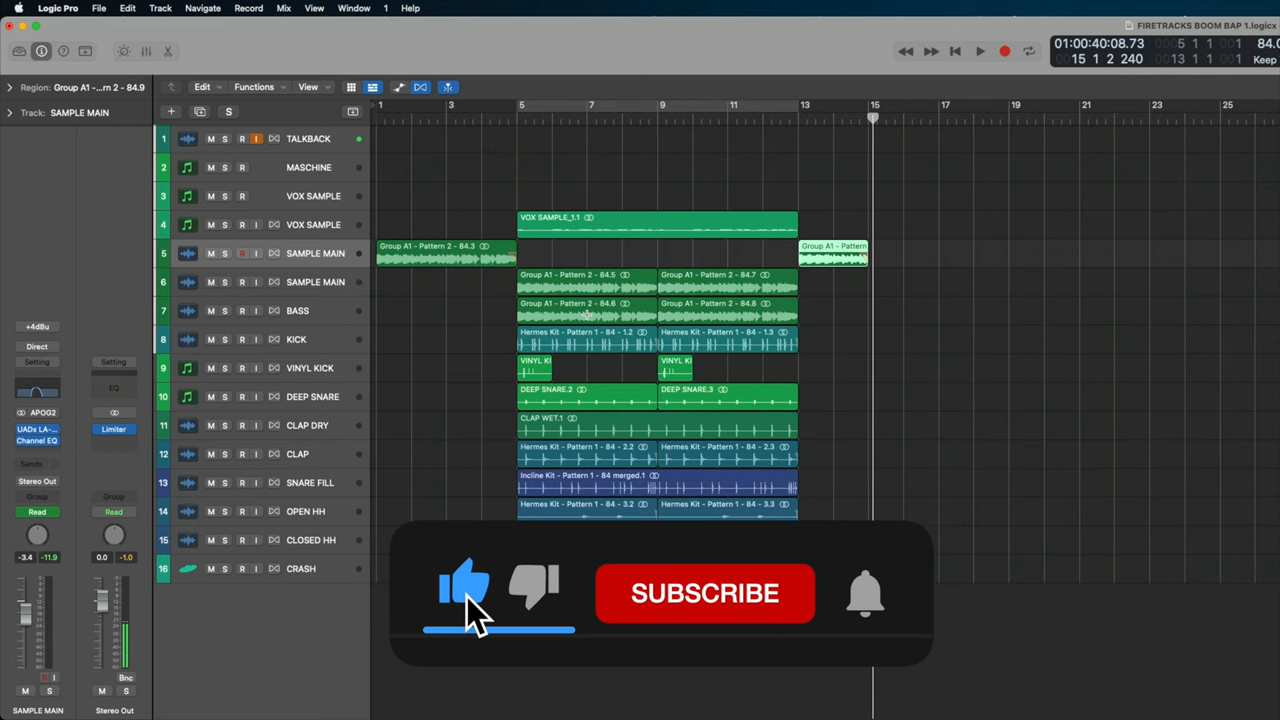 Logic Pro File Edit Track Navigate Record Mix View Window 1 Help
FIRETRACKS BOOM BAP 1.logicx
01:00:40:08.73 5 1 1 1 84.0
15 1 2 240 13 1 1 1 Keep
Region: Group A1 -...rn 2 - 84.9 Edit Functions View
Track: SAMPLE MAIN S 1 3 5 7 9 11 13 15 17 19 21 23 25
1 M S R I TALKBACK
2 M S R MASCHINE
3 M S R VOX SAMPLE
4 M S R I VOX SAMPLE VOX SAMPLE_1.1
5 M S R I SAMPLE MAIN Group A1 - Pattern 2 - 84.3 Group A1 - Pattern
6 M S R I SAMPLE MAIN Group A1 - Pattern 2 - 84.5 Group A1 - Pattern 2 - 84.7
7 M S R I BASS Group A1 - Pattern 2 - 84.6 Group A1 - Pattern 2 - 84.8
8 M S R I KICK Hermes Kit - Pattern 1 - 84 - 1.2 Hermes Kit - Pattern 1 - 84 - 1.3
9 M S R I VINYL KICK VINYL KI VINYL KI
10 M S R I DEEP SNARE DEEP SNARE.2 DEEP SNARE.3
11 M S R I CLAP DRY CLAP WET.1
12 M S R I CLAP Hermes Kit - Pattern 1 - 84 - 2.2 Hermes Kit - Pattern 1 - 84 - 2.3
13 M S R I SNARE FILL Incline Kit - Pattern 1 - 84 merged.1
14 M S R I OPEN HH Hermes Kit - Pattern 1 - 84 - 3.2 Hermes Kit - Pattern 1 - 84 - 3.3
15 M S R I CLOSED HH
16 M S R I CRASH
+4dBu
Direct
Setting Setting
EQ
APOG2
UADx LA-... Limiter
Channel EQ
Sends
Stereo Out
Group Group
Read Read
-3.4 -11.9 0.0 -1.0
R I Bnc
M S M S
SAMPLE MAIN Stereo Out
SUBSCRIBE